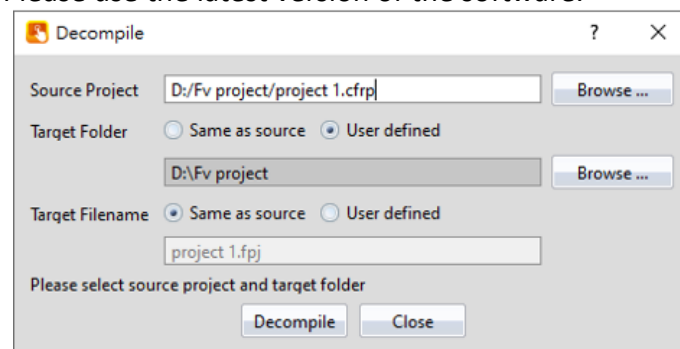 Please use the latest version of the software.
Decompile ? ×
Source Project D:/Fv project/project 1.cfrp Browse ...
Target Folder Same as source User defined
D:\Fv project Browse ...
Target Filename Same as source User defined
project 1.fpj
Please select source project and target folder
Decompile Close